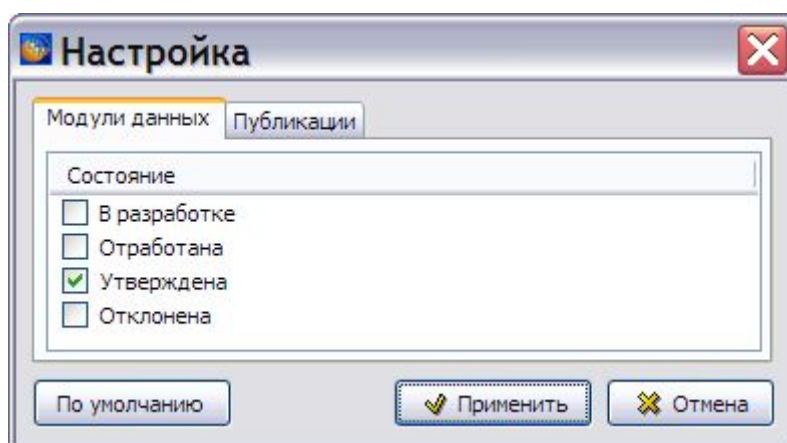 Настройка
Модули данных Публикации
Состояние
В разработке
Отработана
Утверждена
Отклонена
По умолчанию Применить Отмена